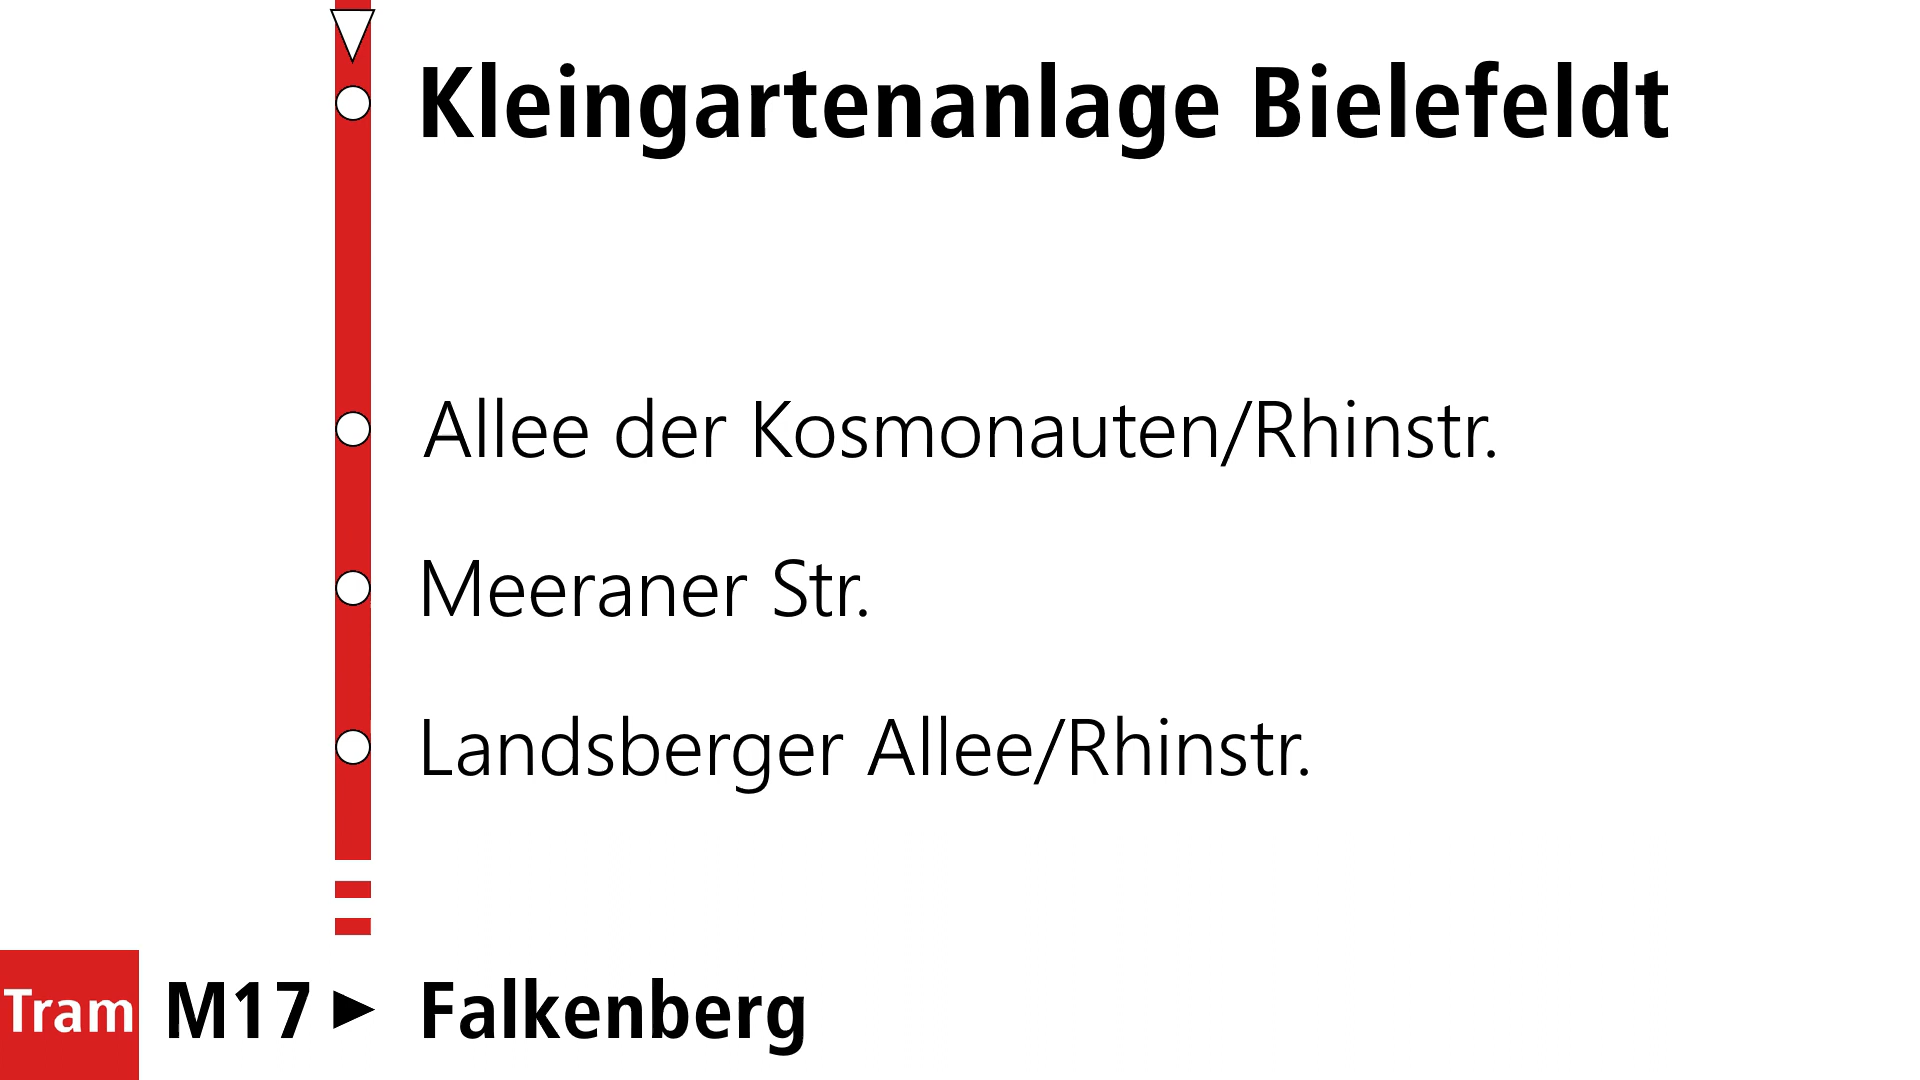 Kleingartenanlage Bielefeldt
Allee der Kosmonauten/Rhinstr.
Meeraner Str.
Landsberger Allee/Rhinstr.
Tram M17 ► Falkenberg